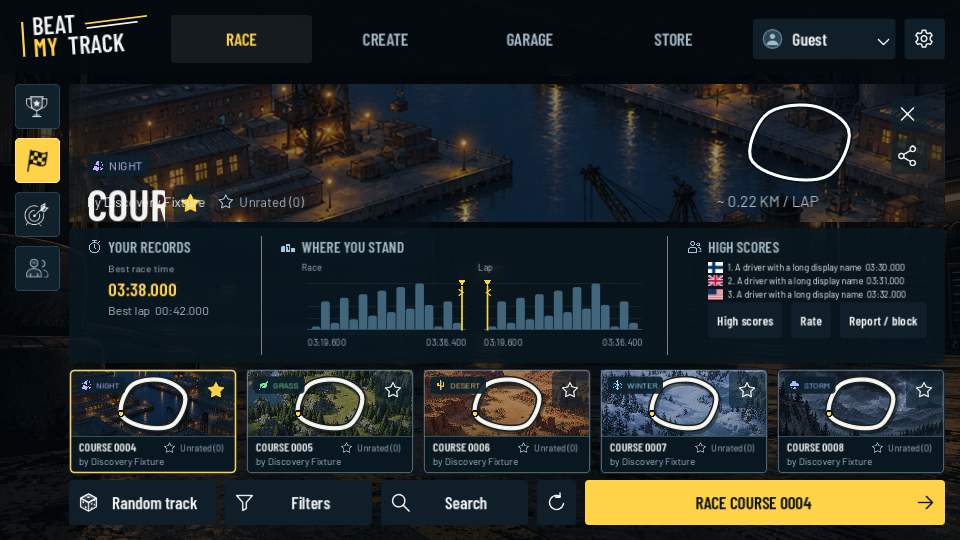 BEAT
MY TRACK
RACE
CREATE
GARAGE
STORE
Guest
NIGHT
COUR
by Discovery Fixture
Unrated (0)
~ 0.22 KM / LAP
YOUR RECORDS
Best race time
03:38.000
Best lap 00:42.000
WHERE YOU STAND
Race
Lap
03:19.600
03:36.400
03:19.600
03:36.400
HIGH SCORES
1. A driver with a long display name 03:30.000
2. A driver with a long display name 03:31.000
3. A driver with a long display name 03:32.000
High scores
Rate
Report / block
NIGHT
COURSE 0004
Unrated (0)
by Discovery Fixture
GRASS
COURSE 0005
Unrated (0)
by Discovery Fixture
DESERT
COURSE 0006
Unrated (0)
by Discovery Fixture
WINTER
COURSE 0007
Unrated (0)
by Discovery Fixture
STORM
COURSE 0008
Unrated (0)
by Discovery Fixture
Random track
Filters
Search
RACE COURSE 0004